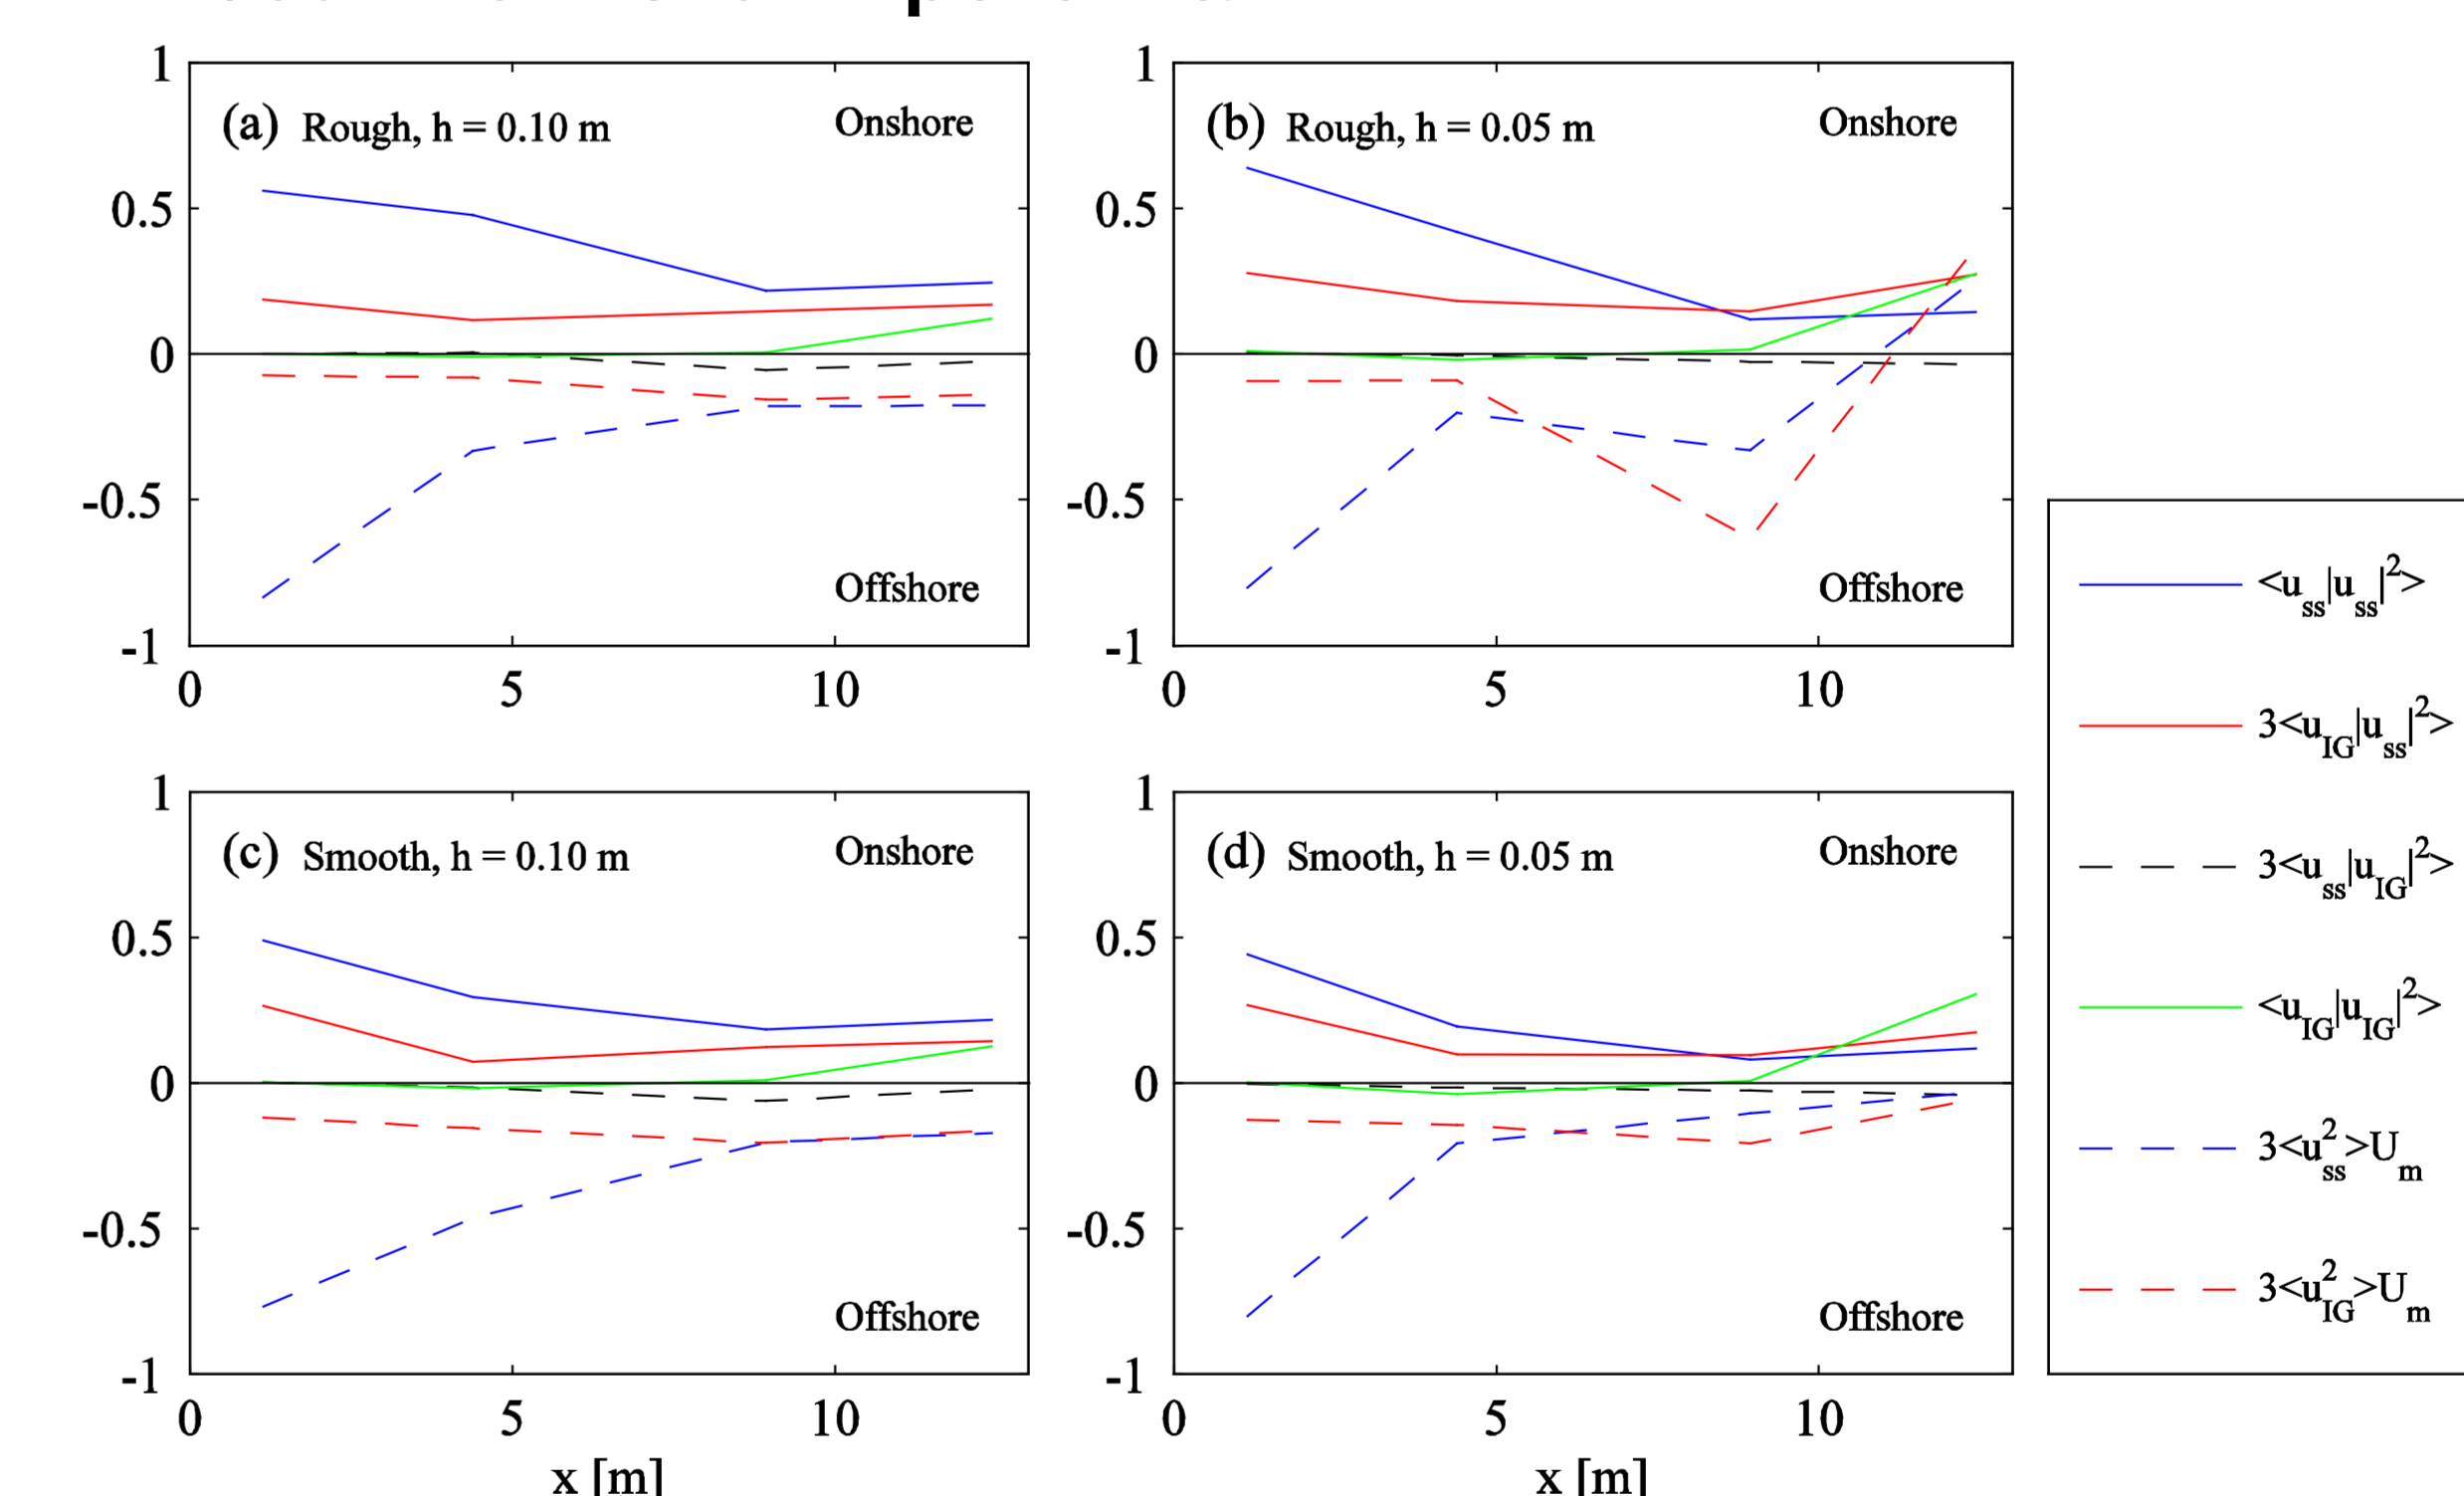 1
(a) Rough, h = 0.10 m
Onshore
0.5
0
-0.5
Offshore
-1
0 5 10
1
(b) Rough, h = 0.05 m
Onshore
0.5
0
-0.5
Offshore
-1
0 5 10
1
(c) Smooth, h = 0.10 m
Onshore
0.5
0
-0.5
Offshore
-1
0 5 10
x [m]
1
(d) Smooth, h = 0.05 m
Onshore
0.5
0
-0.5
Offshore
-1
0 5 10
x [m]
<u_ss|u_ss|^2>
3<u_IG|u_ss|^2>
3<u_ss|u_IG|^2>
<u_IG|u_IG|^2>
3<u_ss^2>U_m
3<u_IG^2>U_m